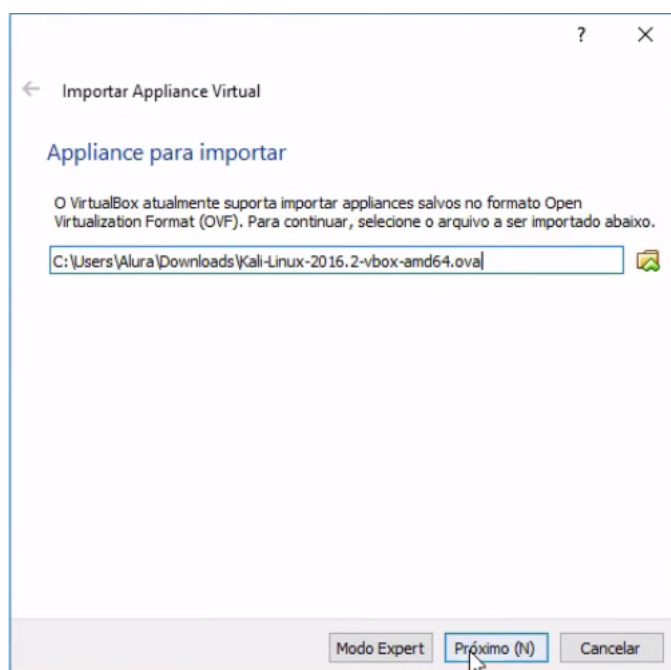 ?
Importar Appliance Virtual
Appliance para importar
O VirtualBox atualmente suporta importar appliances salvos no formato Open
Virtualization Format (OVF). Para continuar, selecione o arquivo a ser importado abaixo.
C:\Users\Alura\Downloads\Kali-Linux-2016.2-vbox-amd64.ova
Modo Expert Próximo (N) Cancelar